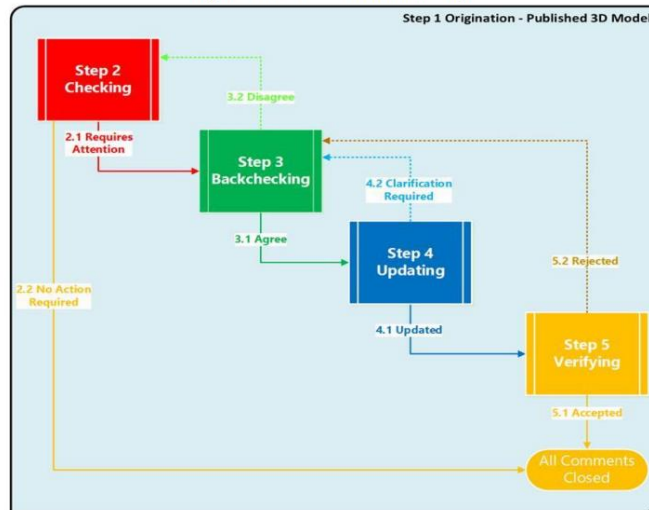 Step 1 Origination - Published 3D Model
Step 2
Checking
3.2 Disagree
2.1 Requires
Attention
Step 3
Backchecking
4.2 Clarification
Required
3.1 Agree
Step 4
Updating
5.2 Rejected
2.2 No Action
Required
4.1 Updated
Step 5
Verifying
5.1 Accepted
All Comments
Closed